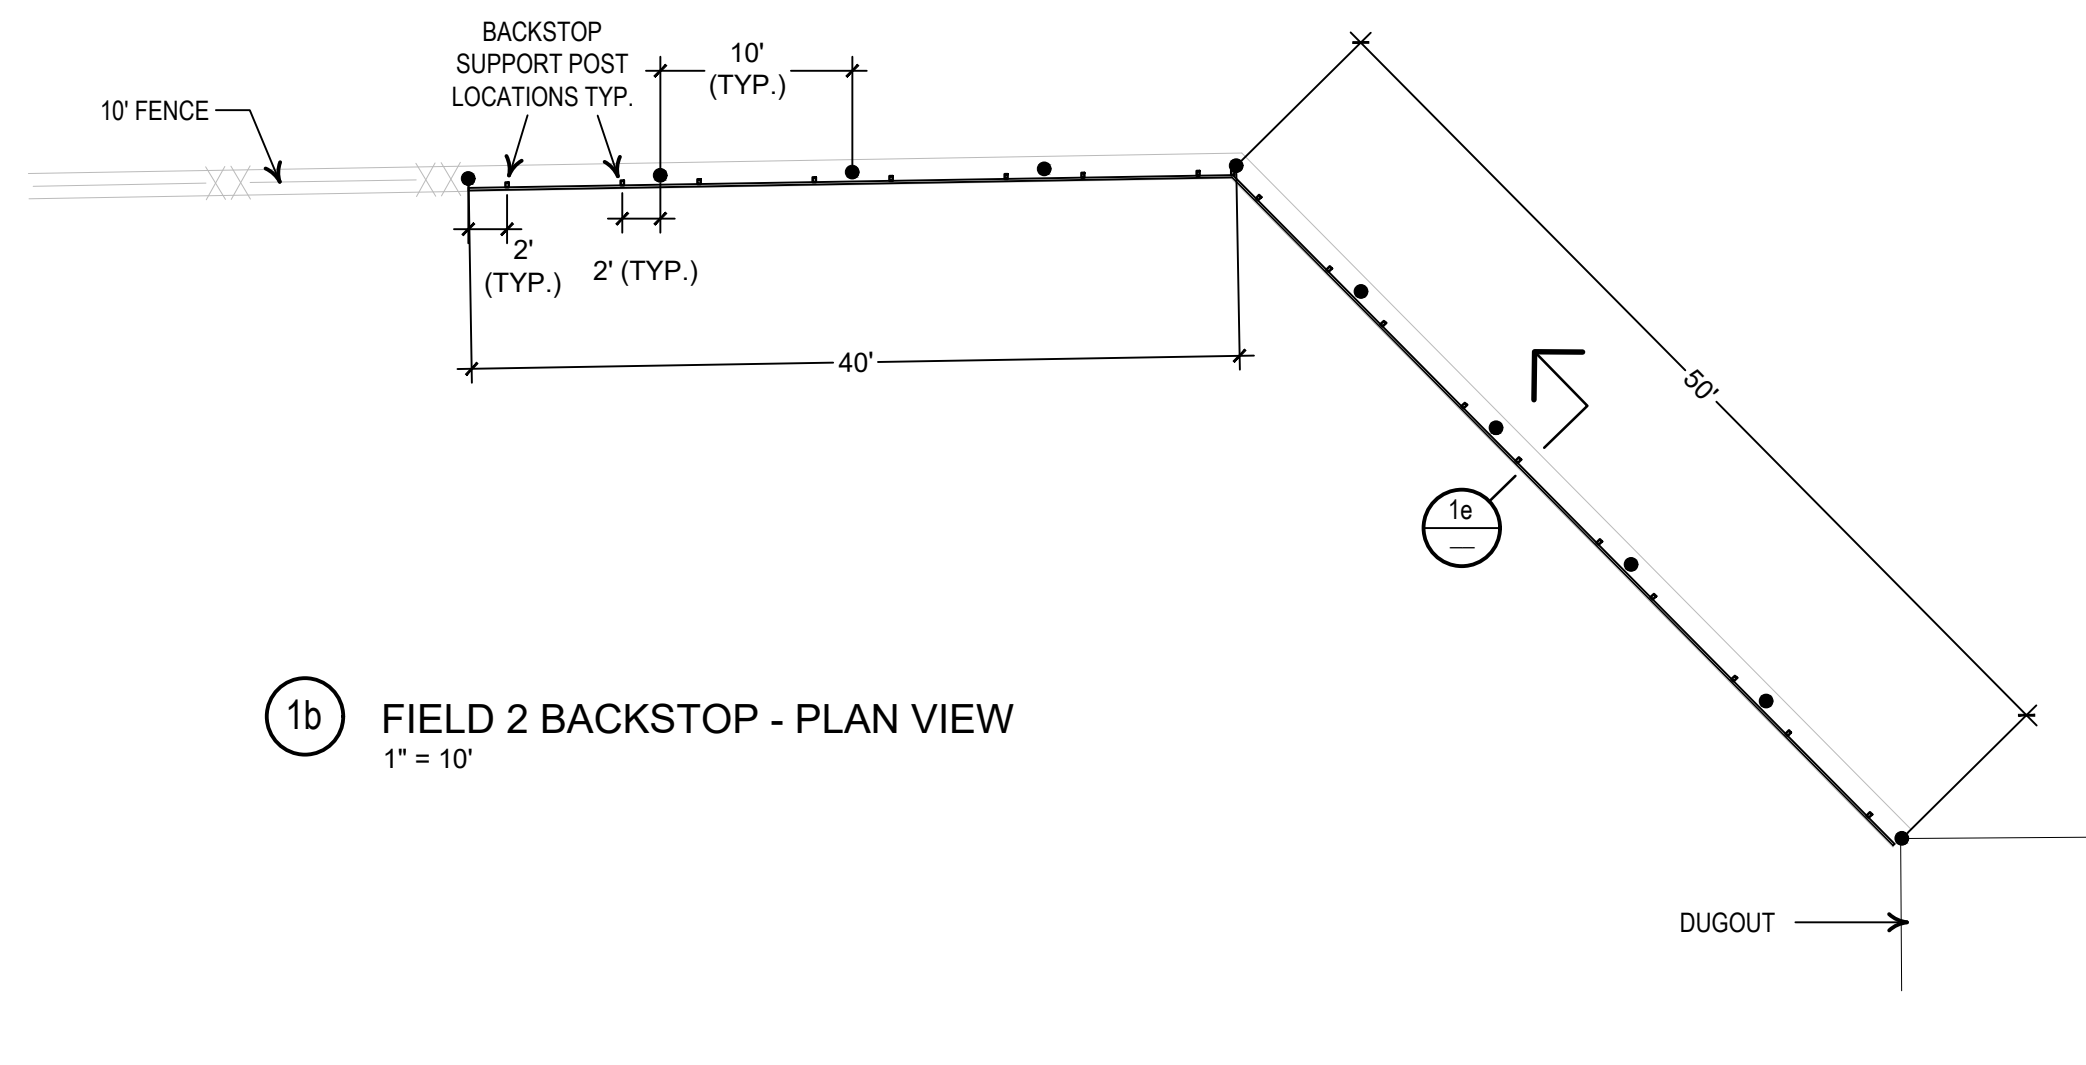 BACKSTOP
SUPPORT POST
LOCATIONS TYP.
10'
(TYP.)
10' FENCE
2'
(TYP.)
2' (TYP.)
40'
50'
1e
1b
FIELD 2 BACKSTOP - PLAN VIEW
1" = 10'
DUGOUT